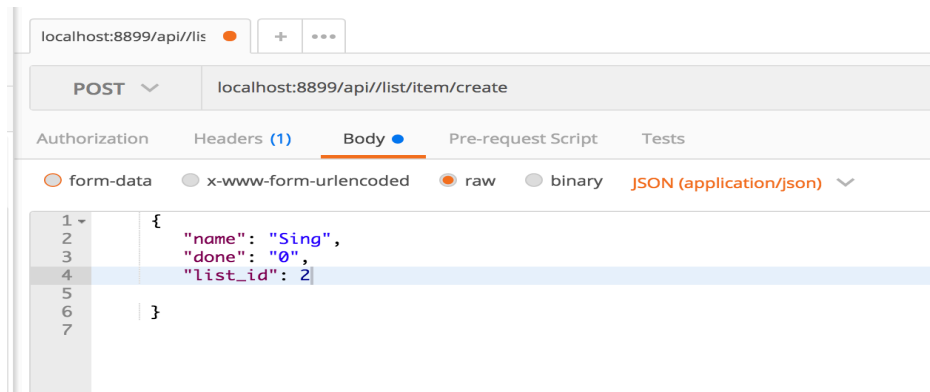 localhost:8899/api//lis + •••
POST localhost:8899/api//list/item/create
Authorization Headers (1) Body Pre-request Script Tests
form-data x-www-form-urlencoded raw binary JSON (application/json)
1 {
2 "name": "Sing",
3 "done": "0",
4 "list_id": 2
5
6 }
7